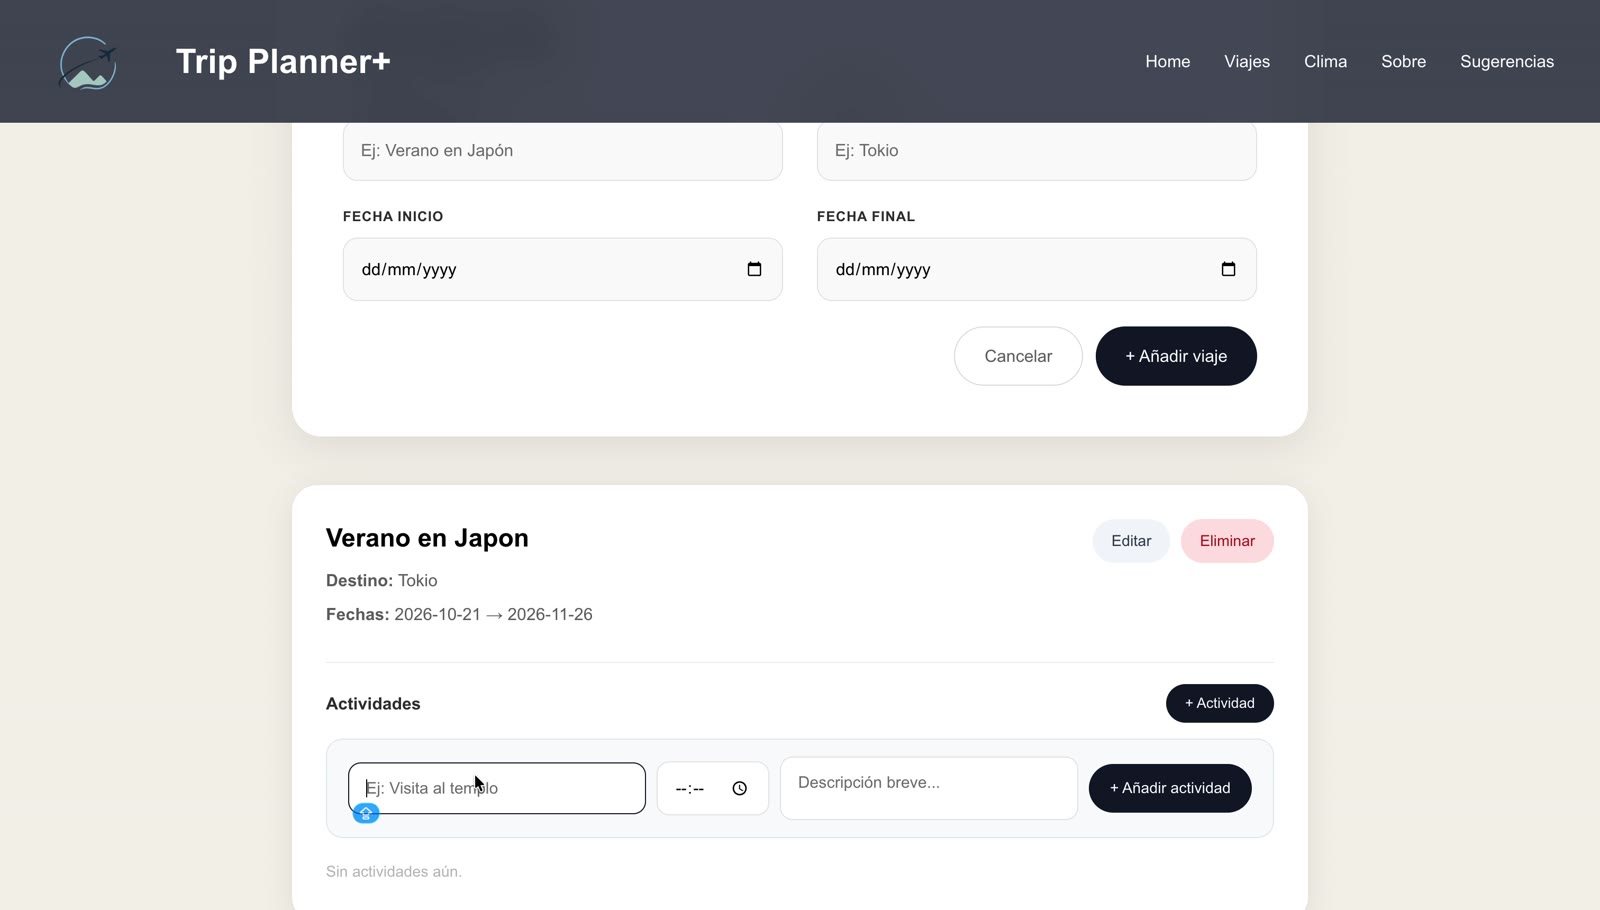 Trip Planner+
Home Viajes Clima Sobre Sugerencias
Ej: Verano en Japón Ej: Tokio
FECHA INICIO FECHA FINAL
dd/mm/yyyy dd/mm/yyyy
Cancelar + Añadir viaje
Verano en Japon
Editar Eliminar
Destino: Tokio
Fechas: 2026-10-21 → 2026-11-26
Actividades + Actividad
Ej: Visita al templo --:-- Descripción breve... + Añadir actividad
Sin actividades aún.